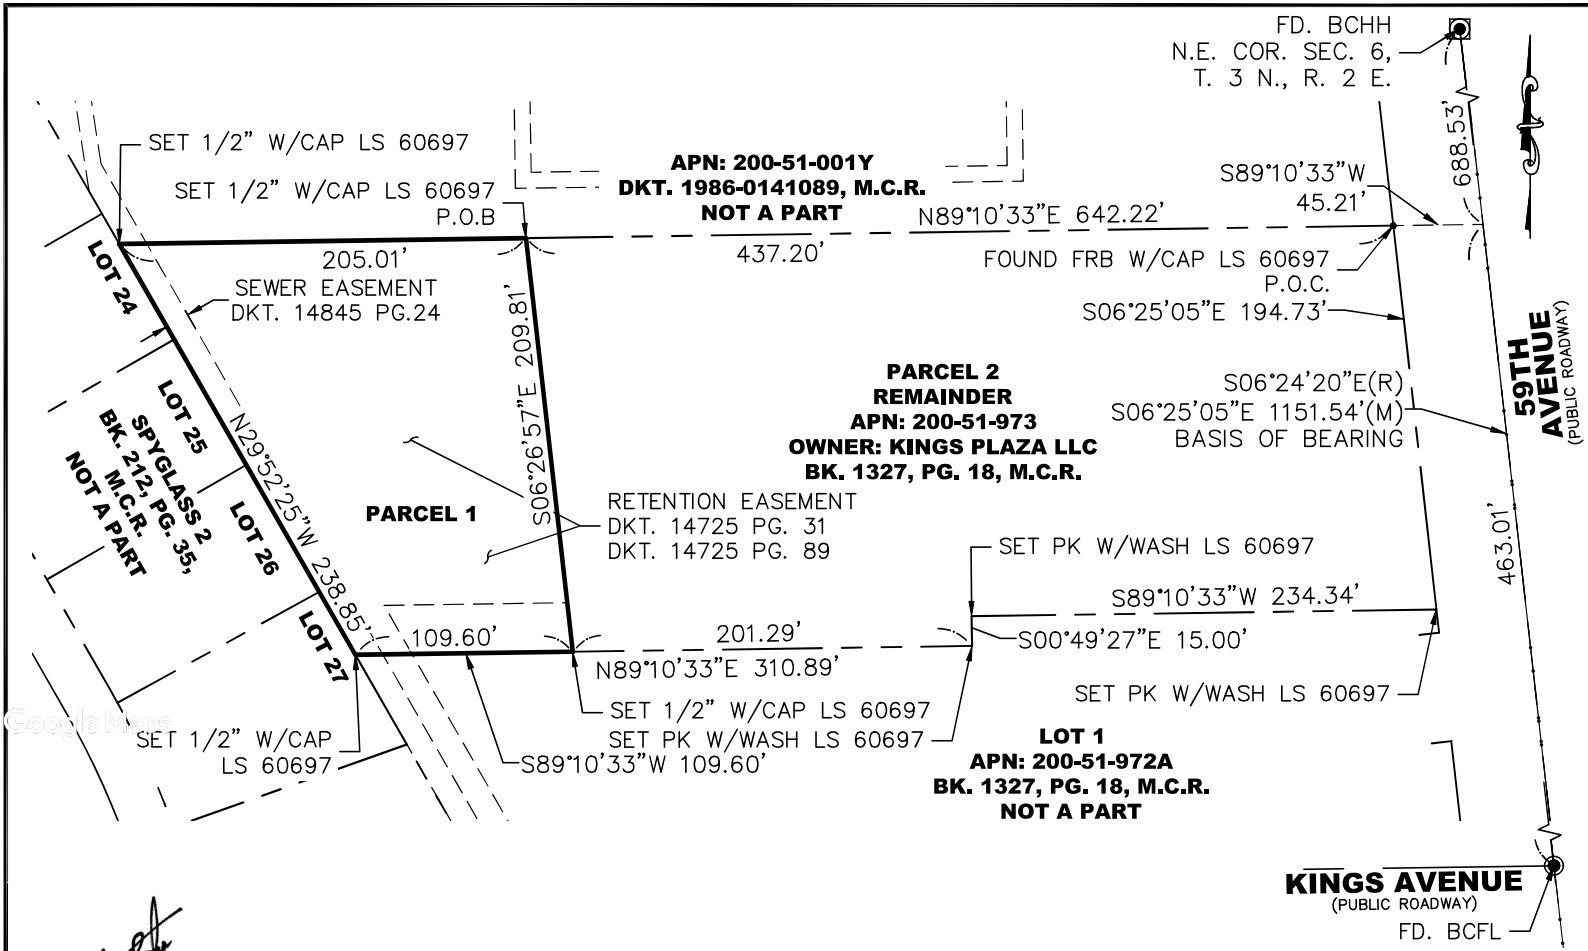 FD. BCHH
N.E. COR. SEC. 6,
T. 3 N., R. 2 E.
688.53'
SET 1/2" W/CAP LS 60697
SET 1/2" W/CAP LS 60697
P.O.B
APN: 200-51-001Y
DKT. 1986-0141089, M.C.R.
NOT A PART
S89°10'33"W
45.21'
N89°10'33"E 642.22'
205.01'
437.20'
FOUND FRB W/CAP LS 60697
P.O.C.
LOT 24
SEWER EASEMENT
DKT. 14845 PG.24
S06°26'57"E 209.81'
S06°25'05"E 194.73'
59TH
AVENUE
(PUBLIC ROADWAY)
PARCEL 2
REMAINDER
APN: 200-51-973
OWNER: KINGS PLAZA LLC
BK. 1327, PG. 18, M.C.R.
S06°24'20"E(R)
S06°25'05"E 1151.54'(M)
BASIS OF BEARING
LOT 25
N29°52'25"W 238.85'
SPYGLASS 2
BK. 212, PG. 35,
M.C.R.
NOT A PART
LOT 26
PARCEL 1
RETENTION EASEMENT
DKT. 14725 PG. 31
DKT. 14725 PG. 89
463.01'
SET PK W/WASH LS 60697
S89°10'33"W 234.34'
S00°49'27"E 15.00'
LOT 27
109.60'
201.29'
N89°10'33"E 310.89'
SET PK W/WASH LS 60697
SET 1/2" W/CAP LS 60697
SET PK W/WASH LS 60697
Google Maps
SET 1/2" W/CAP
LS 60697
S89°10'33"W 109.60'
LOT 1
APN: 200-51-972A
BK. 1327, PG. 18, M.C.R.
NOT A PART
KINGS AVENUE
(PUBLIC ROADWAY)
FD. BCFL